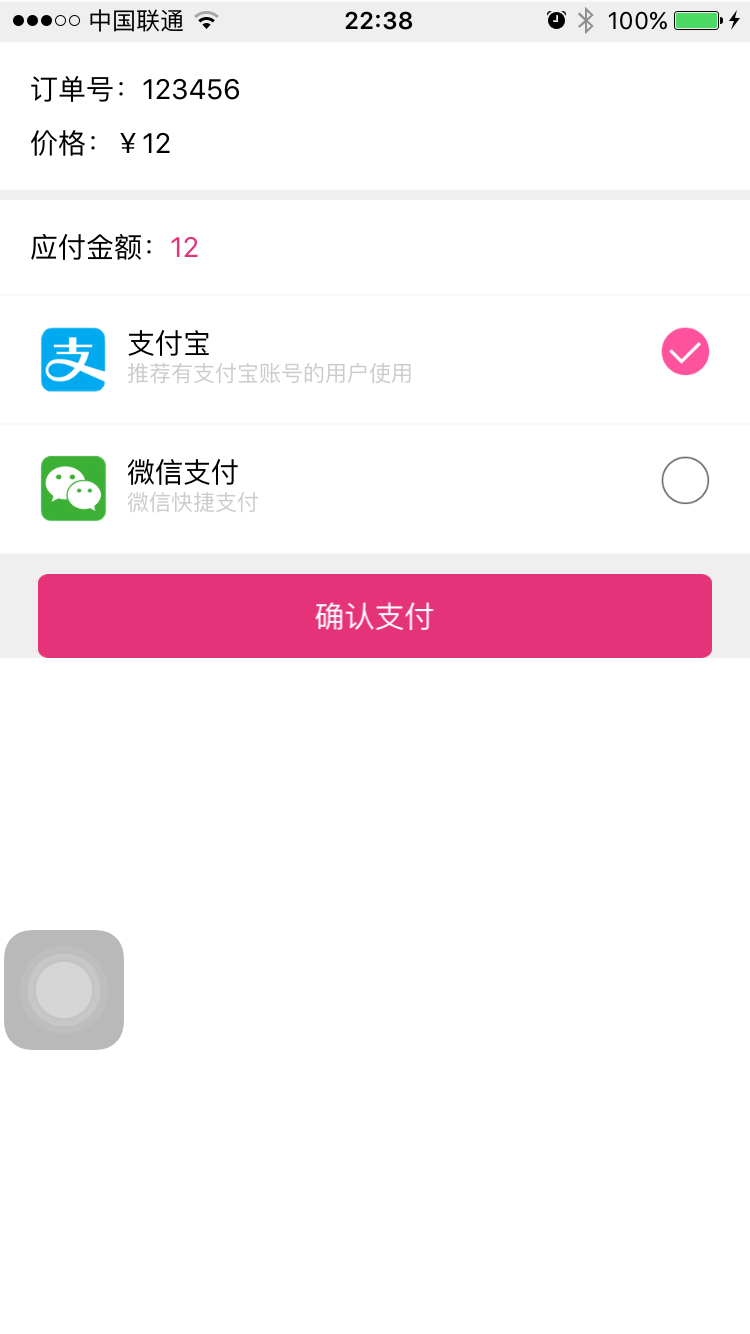 中国联通 22:38 100%
订单号：123456
价格：￥12
应付金额：12
支
支付宝
推荐有支付宝账号的用户使用
微信支付
微信快捷支付
确认支付